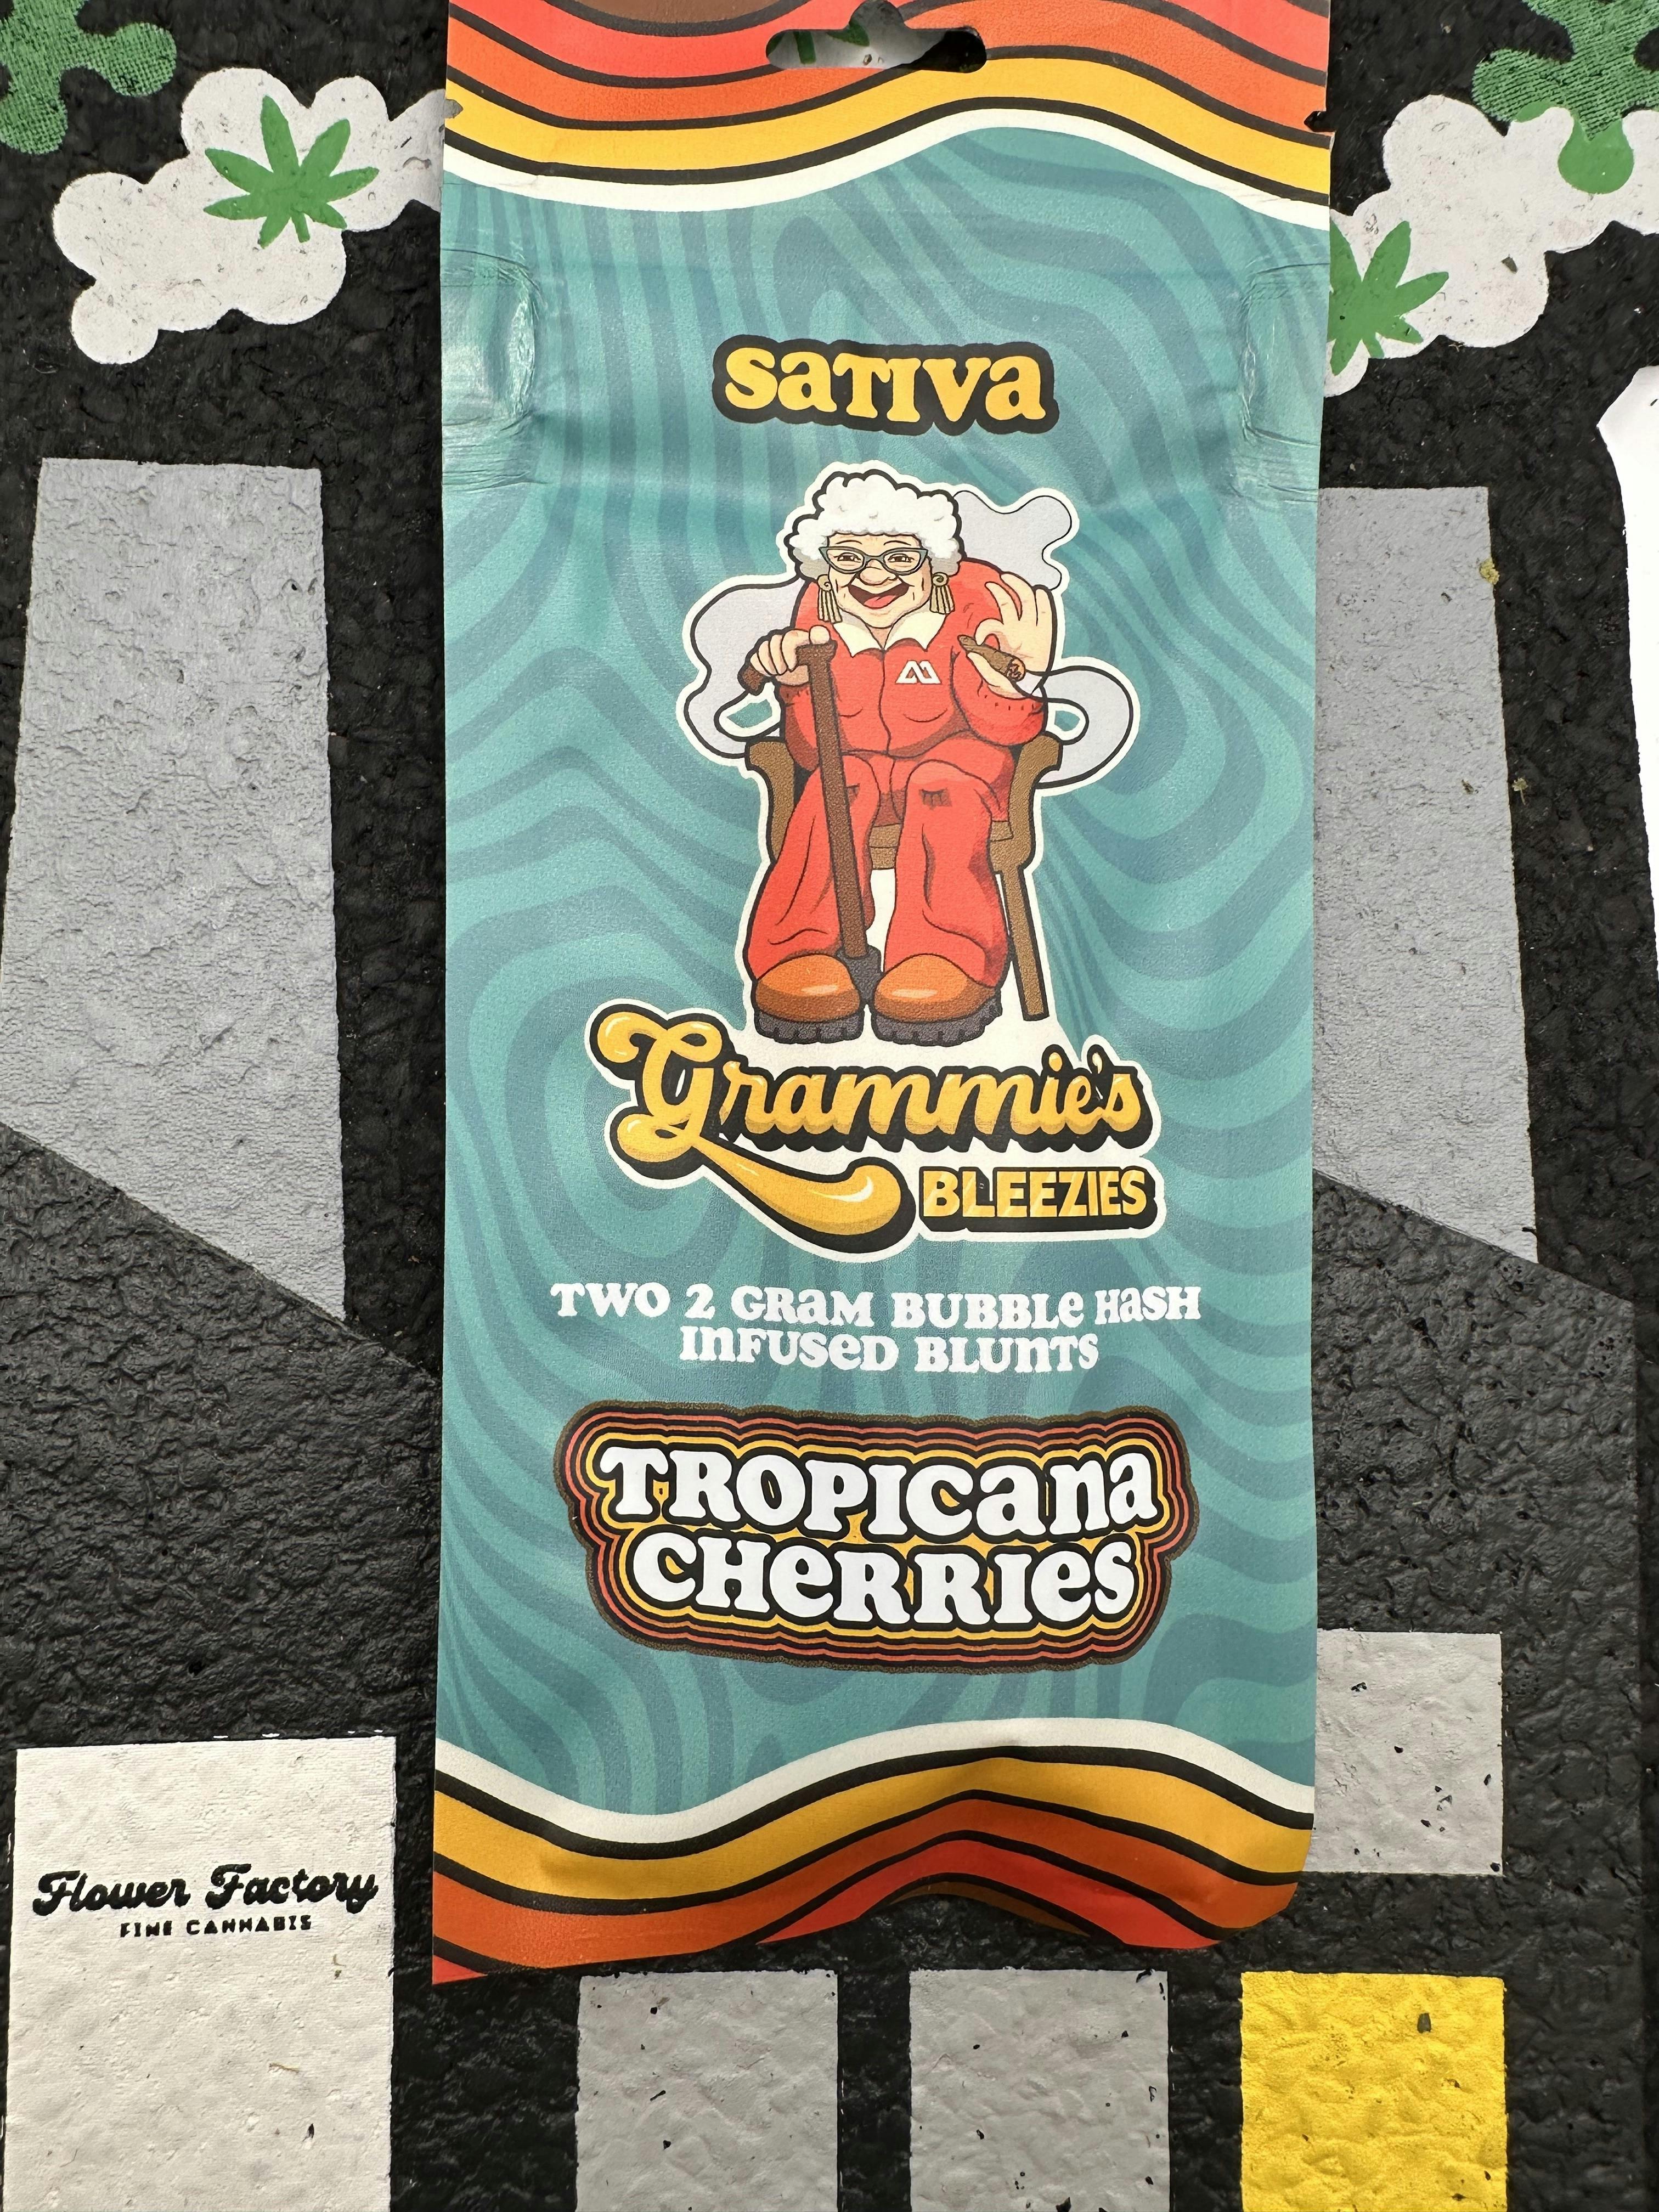 SATIVA
Grammie's
BLEEZIES
TWO 2 GRAM BUBBLE HASH
INFUSED BLUNTS
TROPICANA
CHERRIES
Flower Factory
FINE CANNABIS